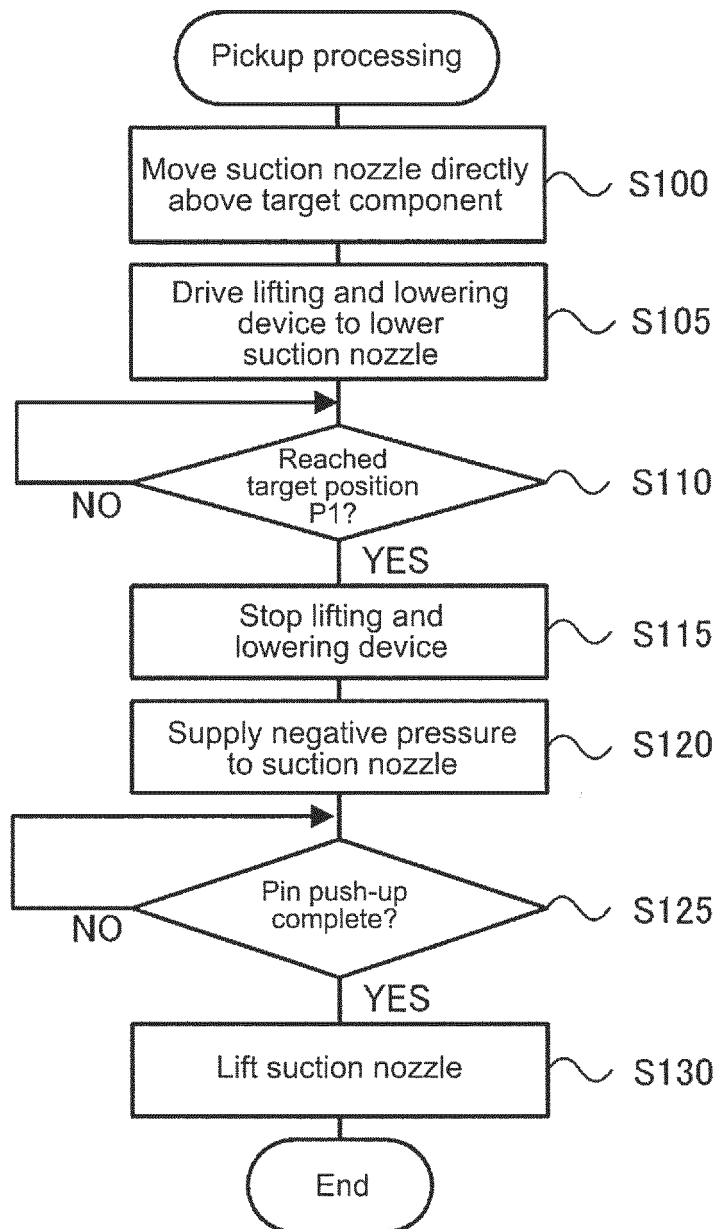 Pickup processing
Move suction nozzle directly
above target component
S100
Drive lifting and lowering
device to lower
suction nozzle
S105
Reached
target position
P1?
S110
NO
YES
Stop lifting and
lowering device
S115
Supply negative pressure
to suction nozzle
S120
Pin push-up
complete?
S125
NO
YES
Lift suction nozzle
S130
End